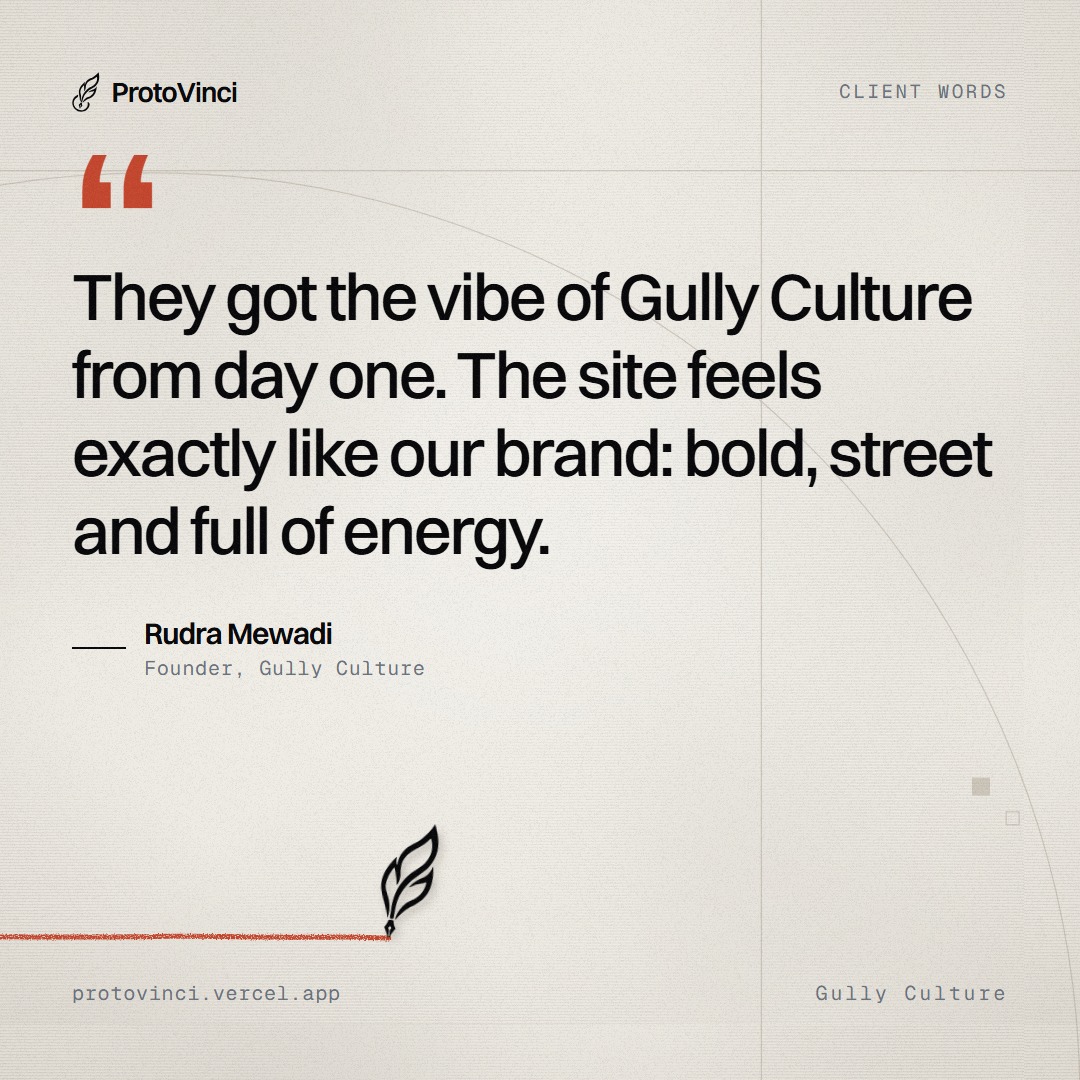 ProtoVinci
CLIENT WORDS
“
They got the vibe of Gully Culture
from day one. The site feels
exactly like our brand: bold, street
and full of energy.
Rudra Mewadi
Founder, Gully Culture
protovinci.vercel.app
Gully Culture